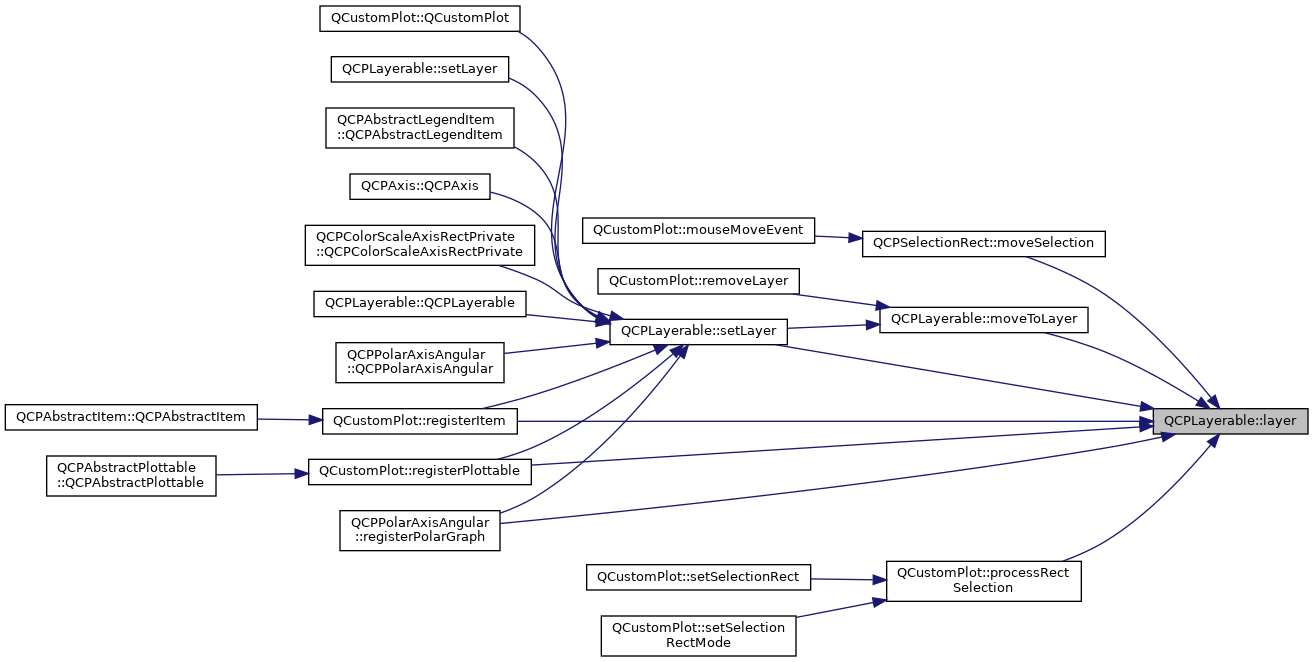 QCustomPlot::QCustomPlot
QCPLayerable::setLayer
QCPAbstractLegendItem
::QCPAbstractLegendItem
QCPAxis::QCPAxis
QCPColorScaleAxisRectPrivate
::QCPColorScaleAxisRectPrivate
QCPLayerable::QCPLayerable
QCPPolarAxisAngular
::QCPPolarAxisAngular
QCPAbstractItem::QCPAbstractItem
QCustomPlot::registerItem
QCPAbstractPlottable
::QCPAbstractPlottable
QCustomPlot::registerPlottable
QCPPolarAxisAngular
::registerPolarGraph
QCustomPlot::mouseMoveEvent
QCPSelectionRect::moveSelection
QCustomPlot::removeLayer
QCPLayerable::moveToLayer
QCPLayerable::setLayer
QCPLayerable::layer
QCustomPlot::processRect
Selection
QCustomPlot::setSelectionRect
QCustomPlot::setSelection
RectMode